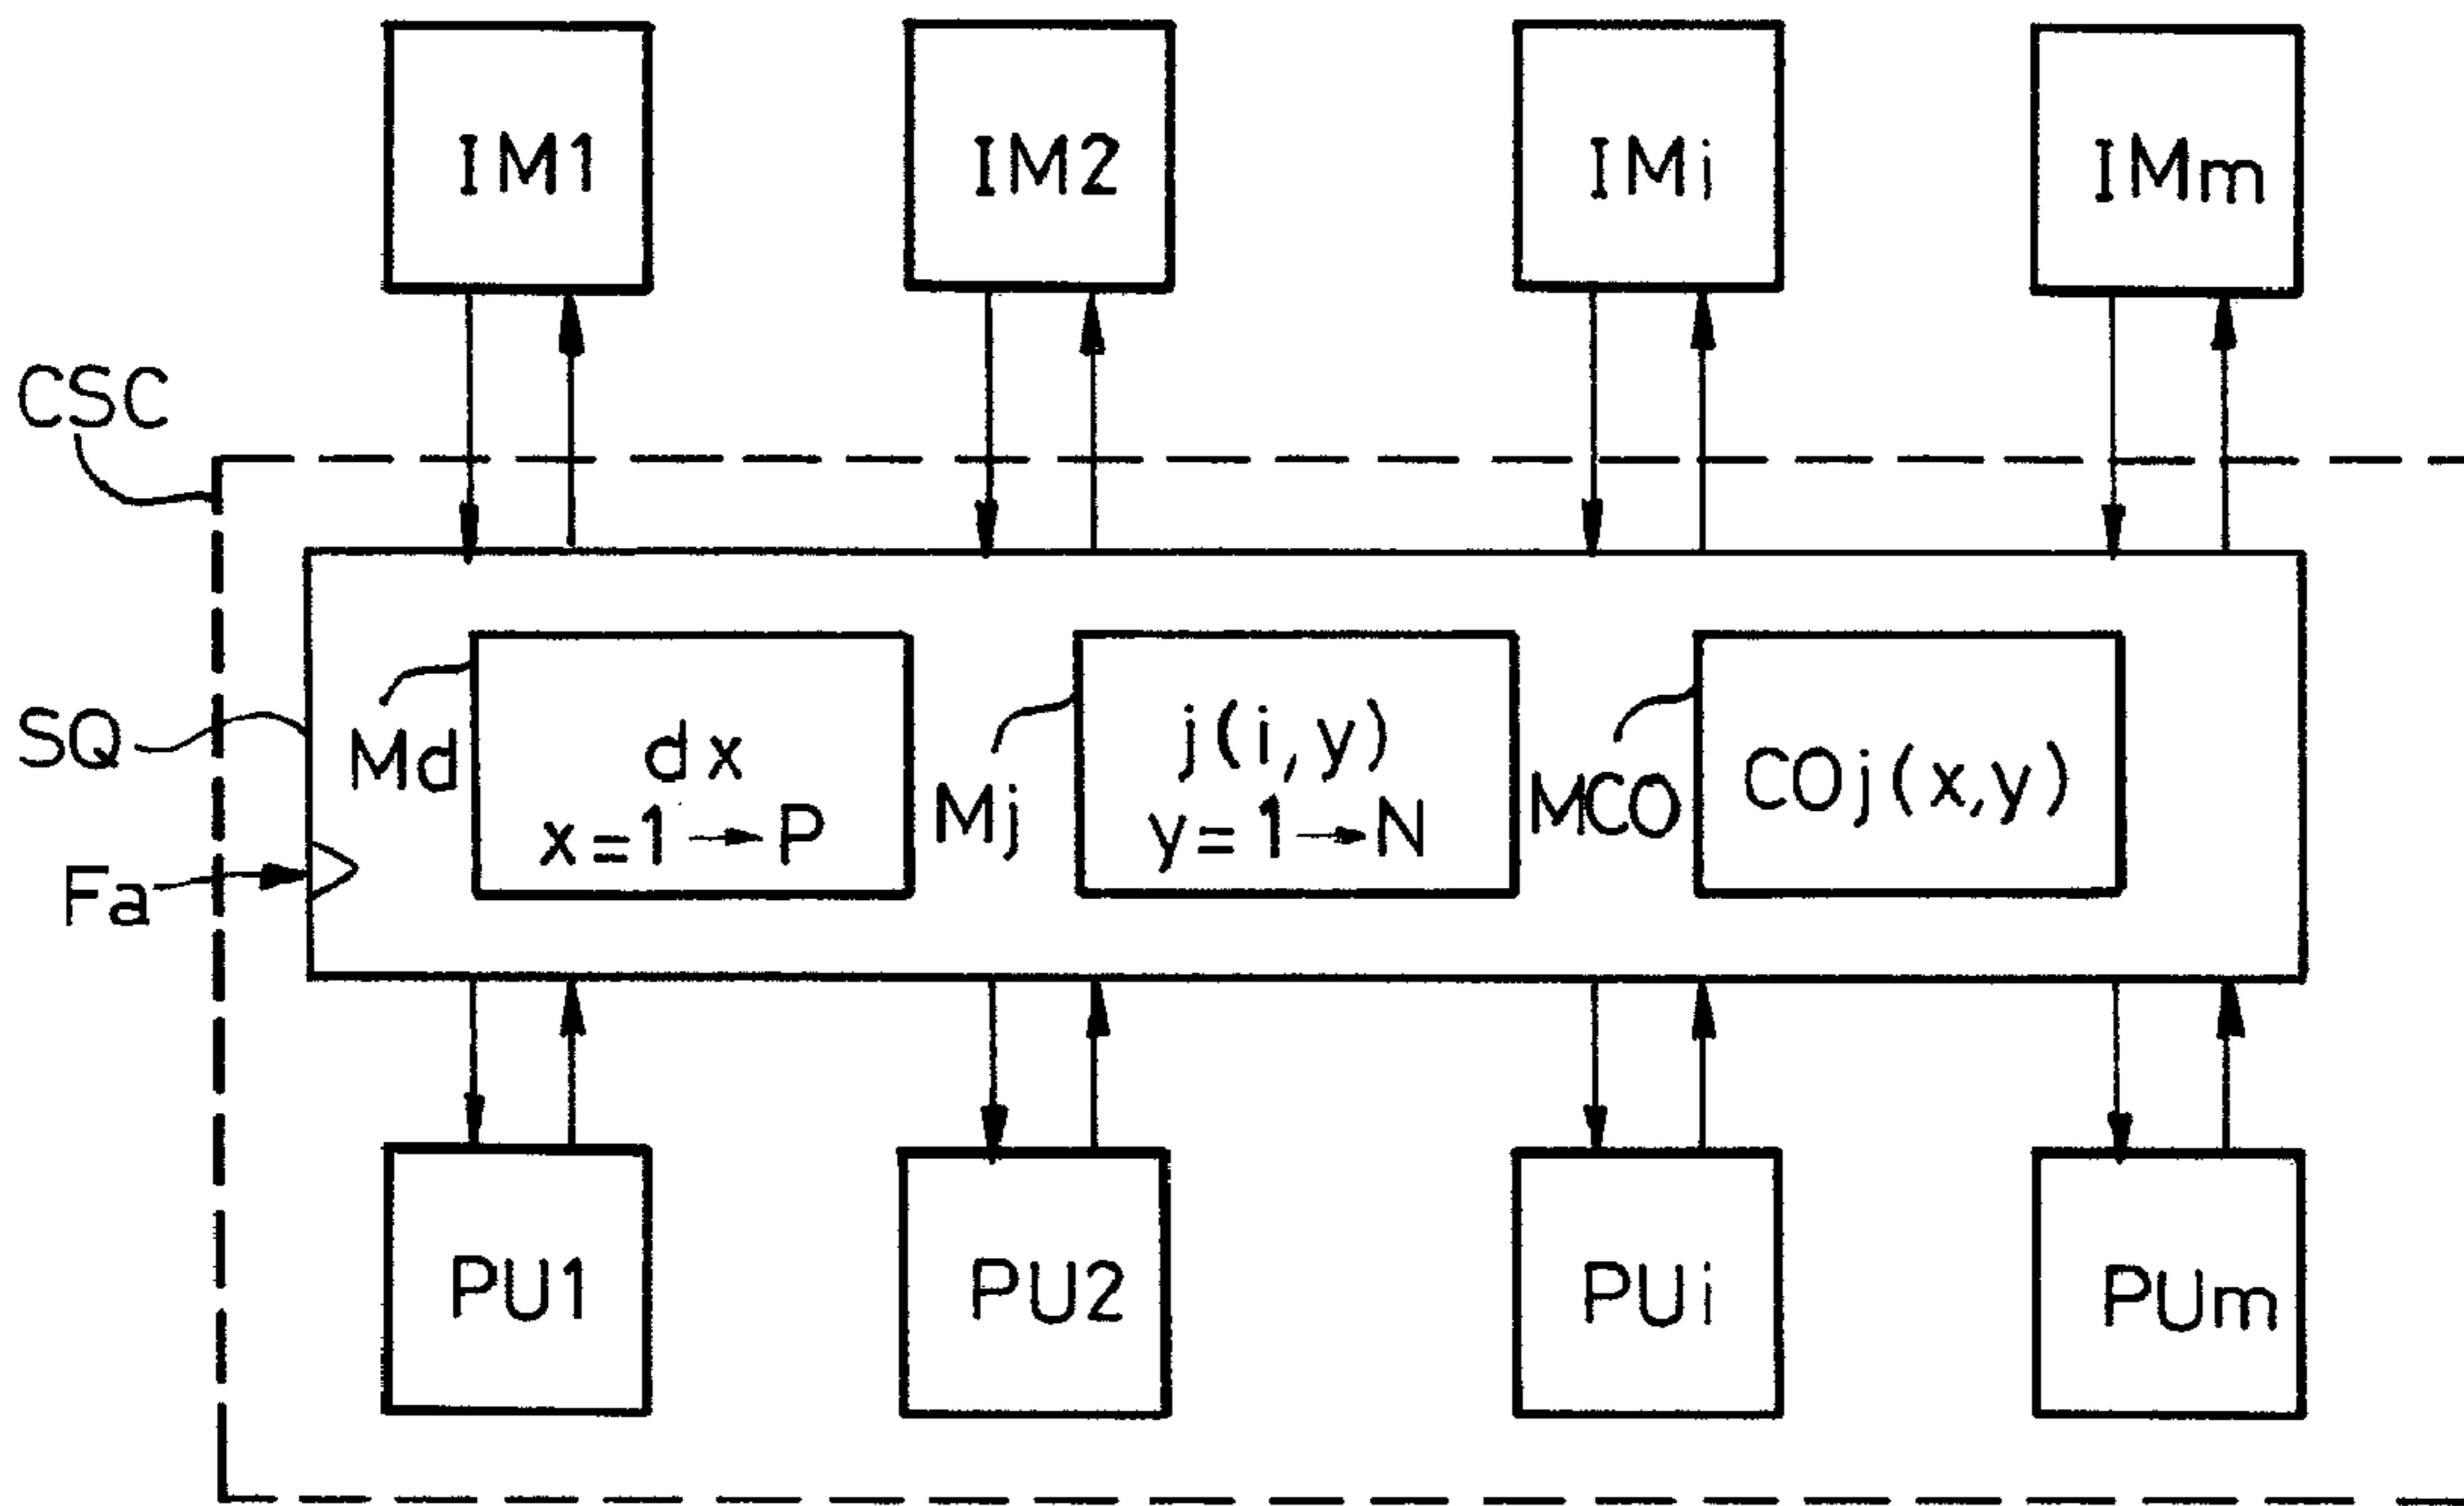 IM1
IM2
IMi
IMm
CSC
SQ
Md
dx
x=1→P
Mj
j(i,y)
y=1→N
MCO
COj(x,y)
Fa
PU1
PU2
PUi
PUm